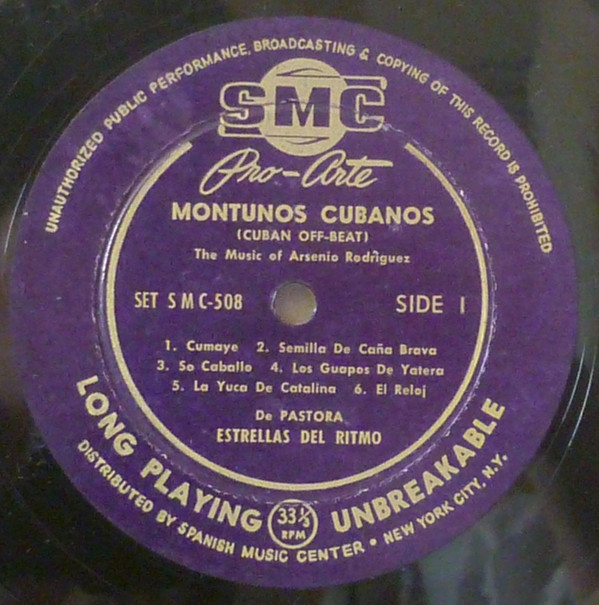 UNAUTHORIZED PUBLIC PERFORMANCE, BROADCASTING & COPYING OF THIS RECORD IS PROHIBITED
SMC
Pro-Arte
MONTUNOS CUBANOS
(CUBAN OFF-BEAT)
The Music of Arsenio Rodriguez
SET S M C-508
SIDE 1
1. Cumaye 2. Semilla De Caña Brava
3. So Caballo 4. Los Guapos De Yatera
5. La Yuca De Catalina 6. El Reloj
De PASTORA
ESTRELLAS DEL RITMO
LONG PLAYING 33⅓ RPM UNBREAKABLE
DISTRIBUTED BY SPANISH MUSIC CENTER • NEW YORK CITY, N.Y.